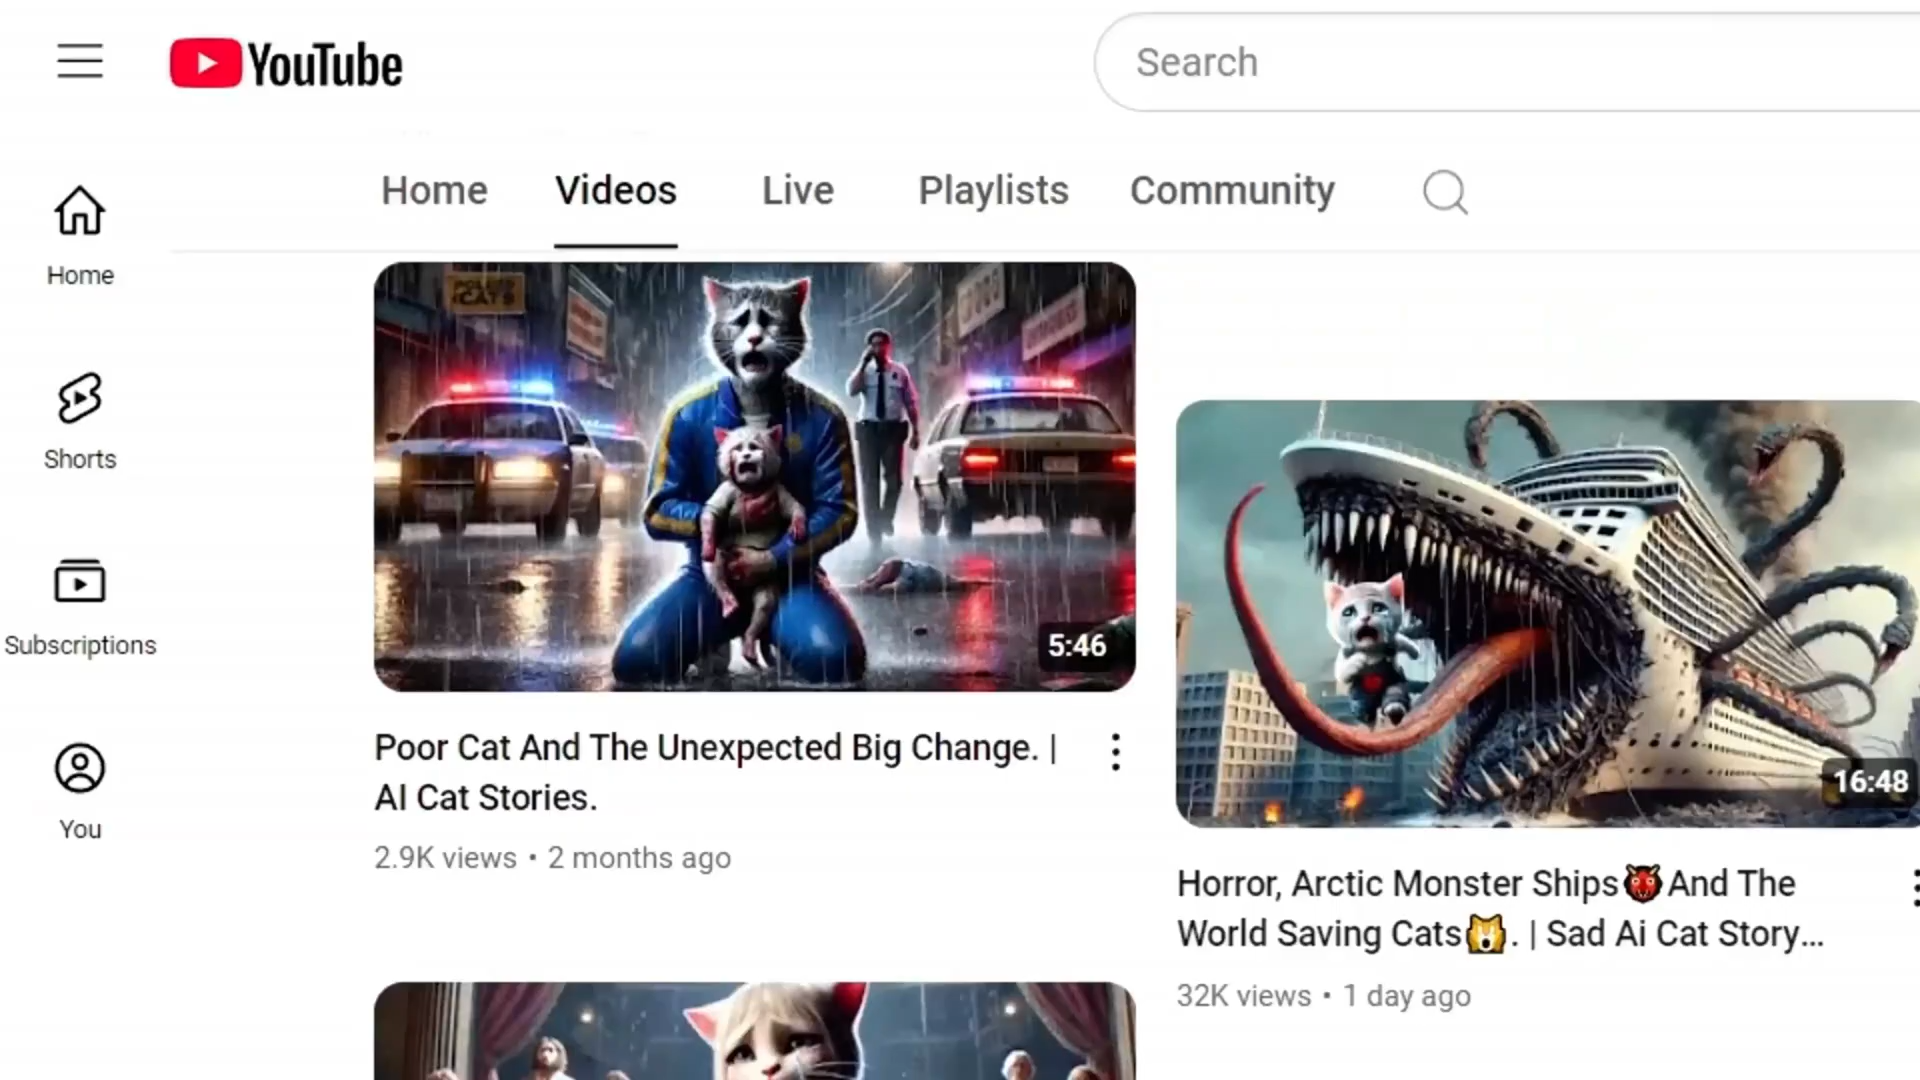 YouTube
Search
Home
Videos
Live
Playlists
Community
Home
Shorts
Subscriptions
You
CATS
5:46
Poor Cat And The Unexpected Big Change. |
AI Cat Stories.
2.9K views • 2 months ago
16:48
Horror, Arctic Monster Ships👹And The
World Saving Cats🙀. | Sad Ai Cat Story...
32K views • 1 day ago